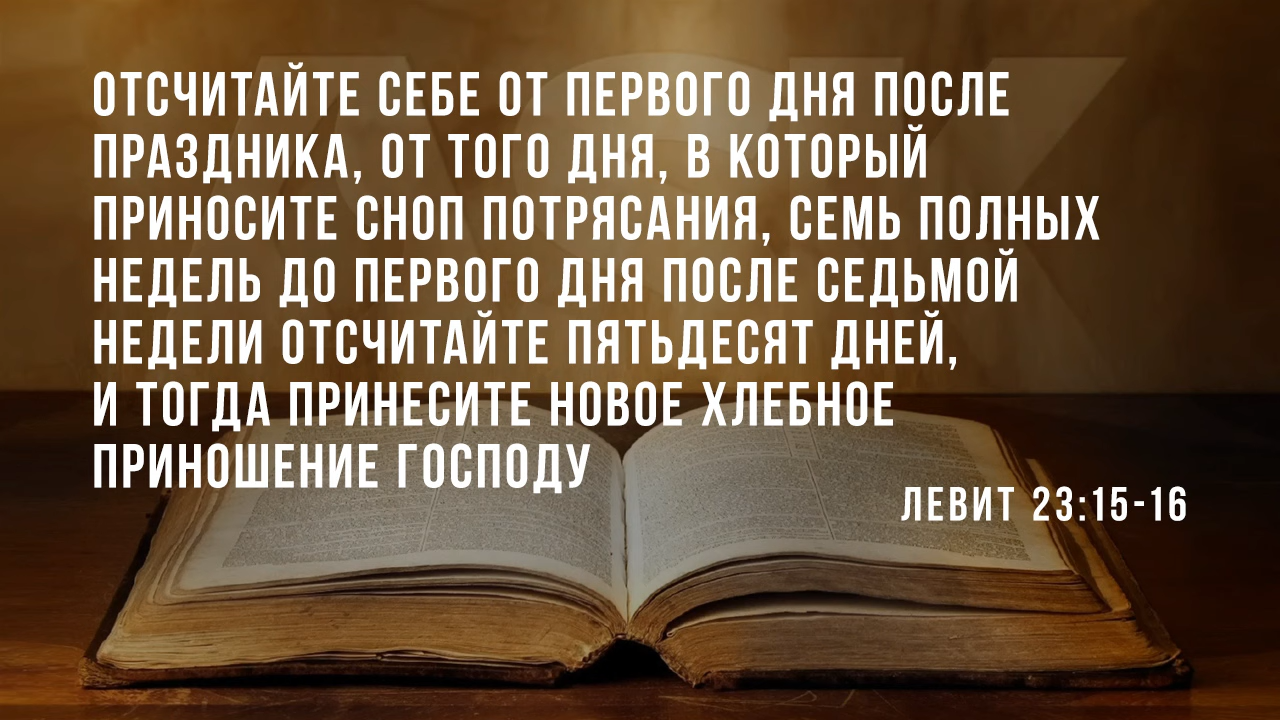 ОТСЧИТАЙТЕ СЕБЕ ОТ ПЕРВОГО ДНЯ ПОСЛЕ
ПРАЗДНИКА, ОТ ТОГО ДНЯ, В КОТОРЫЙ
ПРИНОСИТЕ СНОП ПОТРЯСАНИЯ, СЕМЬ ПОЛНЫХ
НЕДЕЛЬ ДО ПЕРВОГО ДНЯ ПОСЛЕ СЕДЬМОЙ
НЕДЕЛИ ОТСЧИТАЙТЕ ПЯТЬДЕСЯТ ДНЕЙ,
И ТОГДА ПРИНЕСИТЕ НОВОЕ ХЛЕБНОЕ
ПРИНОШЕНИЕ ГОСПОДУ
ЛЕВИТ 23:15-16